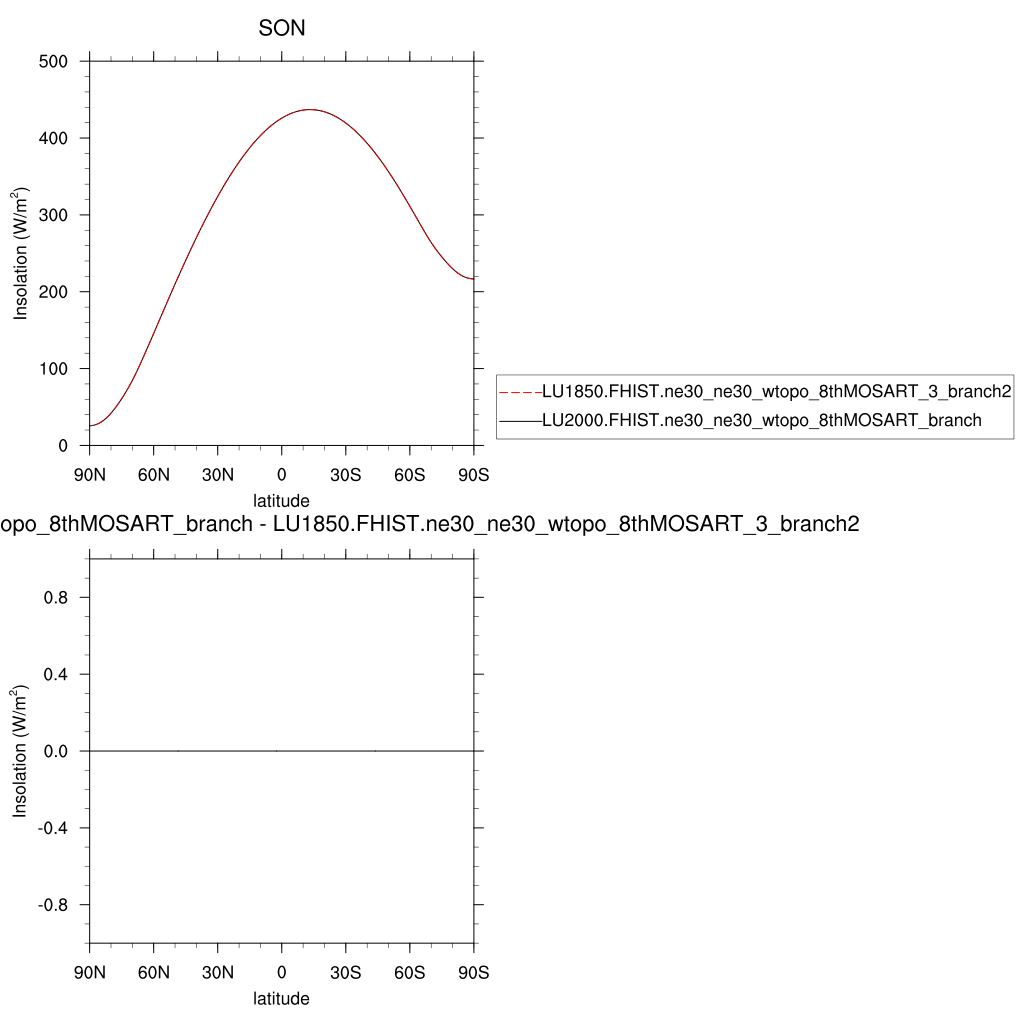 SON
500
400
300
200
100
0
Insolation (W/m²)
90N 60N 30N 0 30S 60S 90S
latitude
LU1850.FHIST.ne30_ne30_wtopo_8thMOSART_3_branch2
LU2000.FHIST.ne30_ne30_wtopo_8thMOSART_branch
opo_8thMOSART_branch - LU1850.FHIST.ne30_ne30_wtopo_8thMOSART_3_branch2
0.8
0.4
0.0
-0.4
-0.8
Insolation (W/m²)
90N 60N 30N 0 30S 60S 90S
latitude